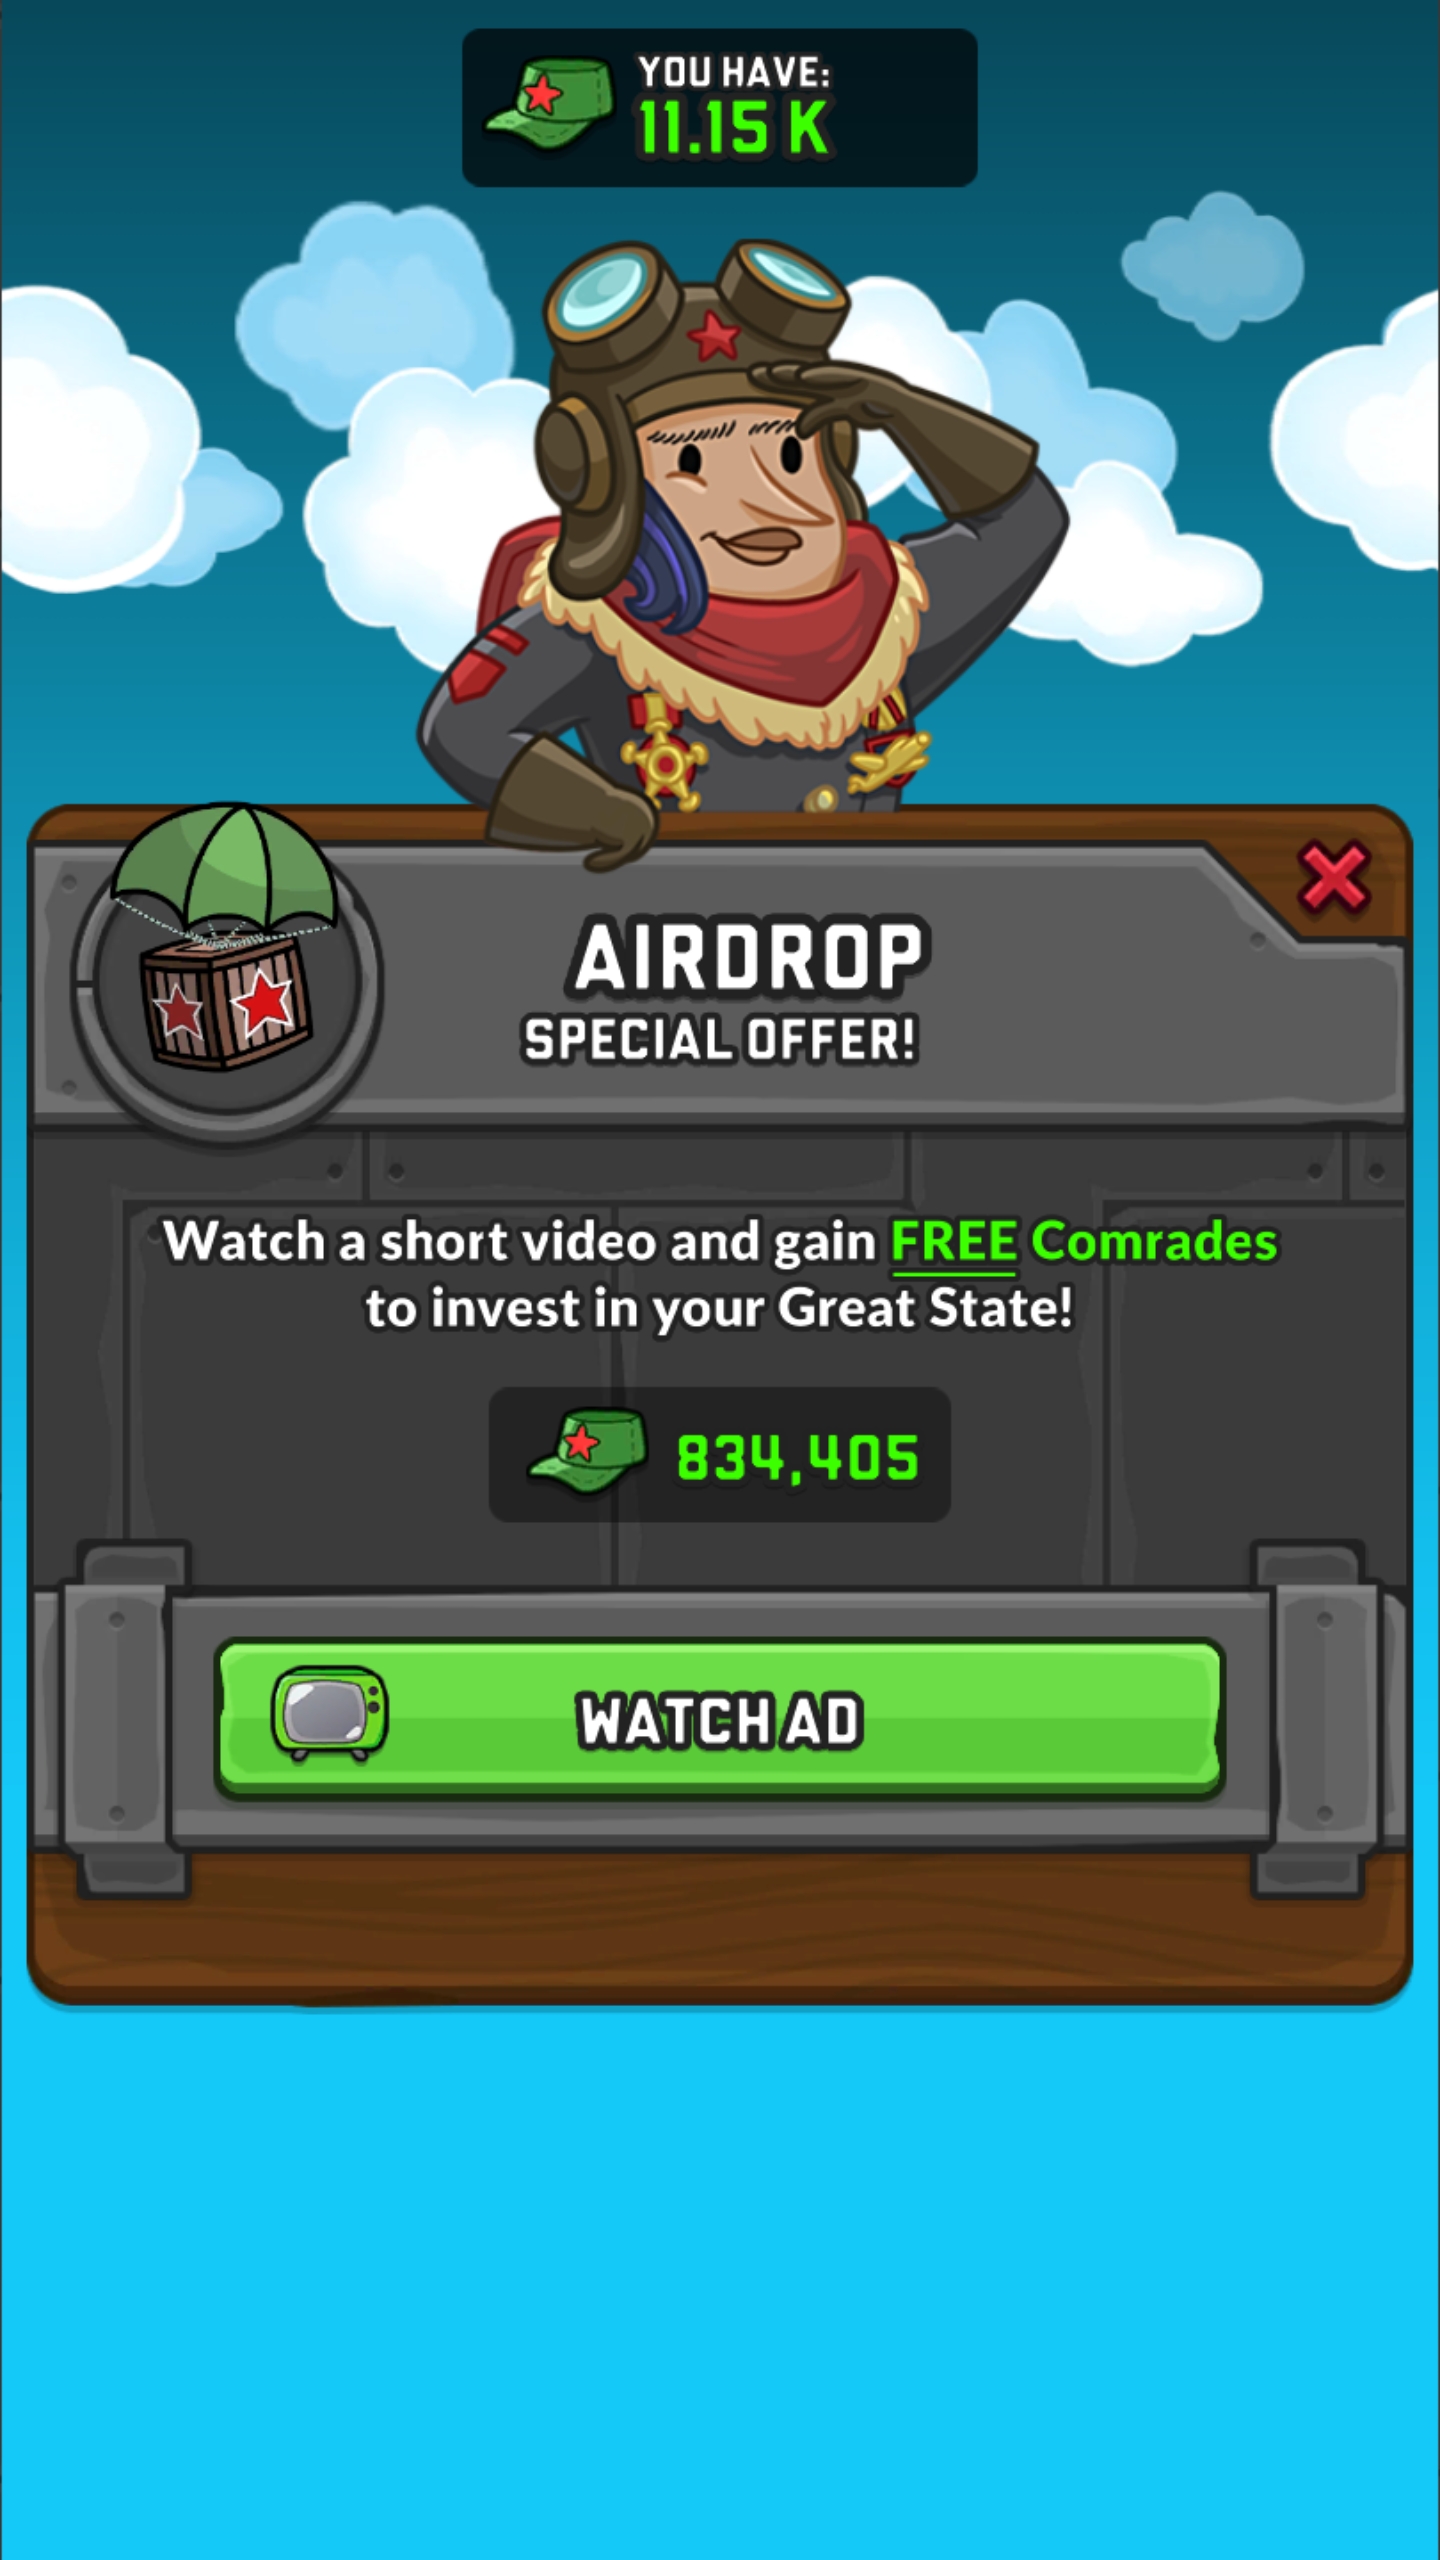 YOU HAVE:
11.15 K
AIRDROP
SPECIAL OFFER!
Watch a short video and gain FREE Comrades
to invest in your Great State!
834,405
WATCH AD